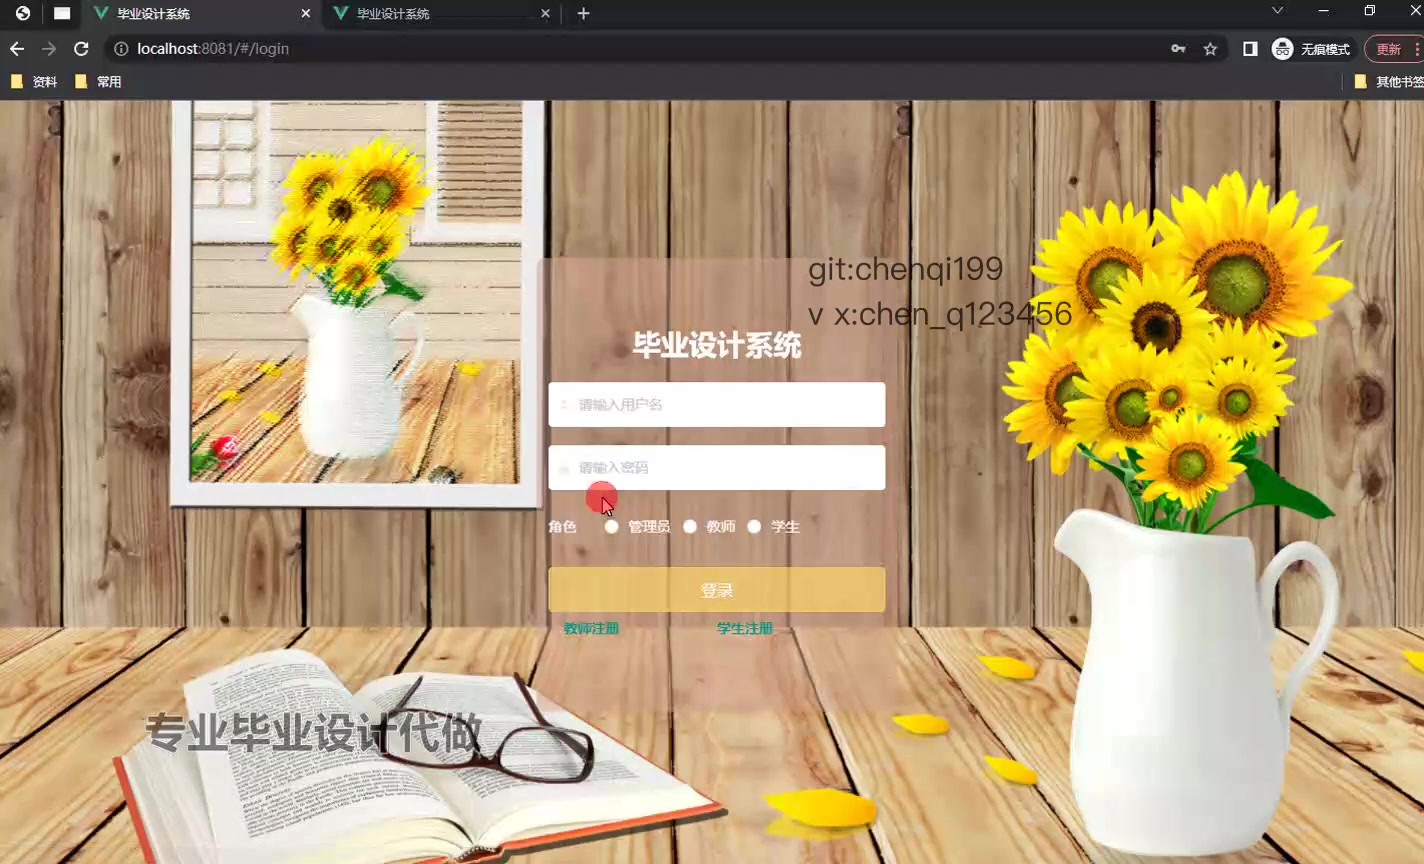 毕业设计系统
毕业设计系统
localhost:8081/#/login
无痕模式
更新
资料
常用
其他书签
git:chenqi199
v x:chen_q123456
毕业设计系统
请输入用户名
请输入密码
角色 管理员 教师 学生
登录
教师注册 学生注册
专业毕业设计代做